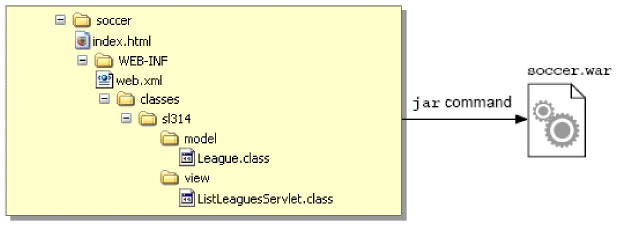 soccer
index.html
WEB-INF
web.xml
classes
sl314
model
League.class
view
ListLeaguesServlet.class
jar command
soccer.war